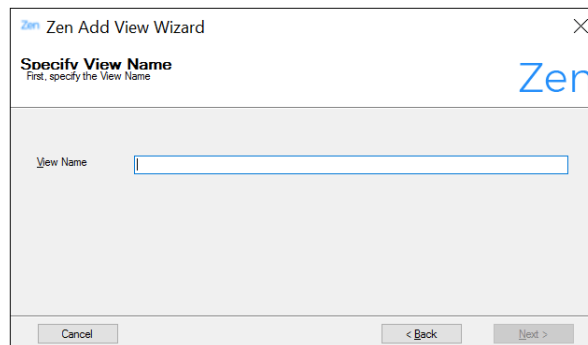 Zen Zen Add View Wizard
Specify View Name
First, specify the View Name
Zen
View Name
Cancel
< Back
Next >